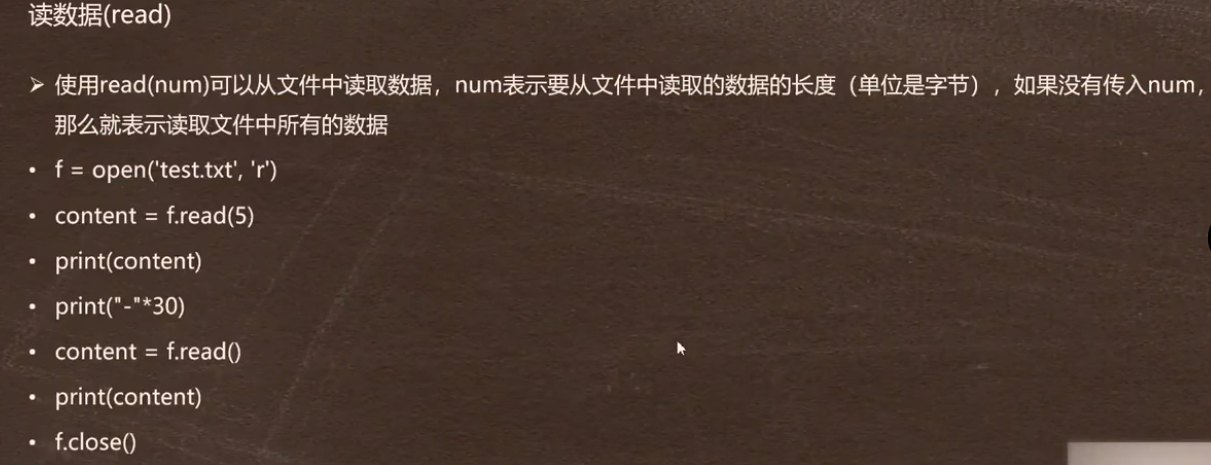 读数据(read)
➢ 使用read(num)可以从文件中读取数据，num表示要从文件中读取的数据的长度（单位是字节），如果没有传入num，
那么就表示读取文件中所有的数据
• f = open('test.txt', 'r')
• content = f.read(5)
• print(content)
• print("-"*30)
• content = f.read()
• print(content)
• f.close()